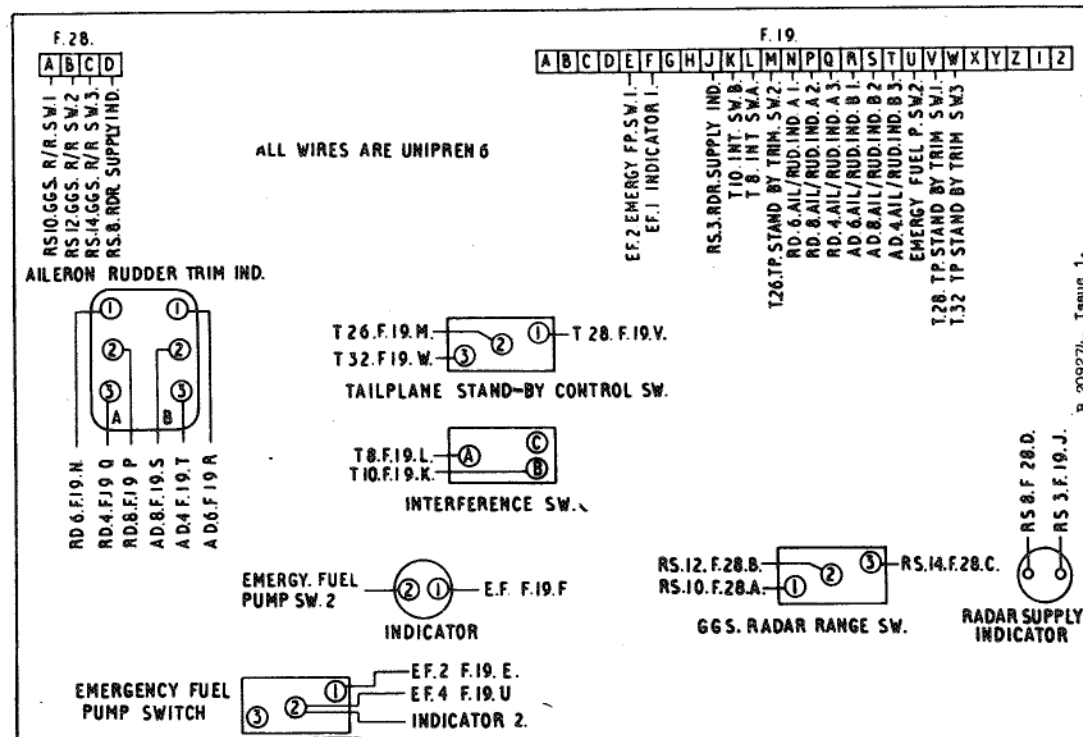 F.28.
A B C D
RS10.GGS. R/R. SW.1
RS12.GGS. R/R SW.2
RS.14.GGS. R/R SW.3.
RS.8.RDR. SUPPLY IND.
F.19.
A B C D E F G H J K L M N P Q R S T U V W X Y Z 1 2
EF.2 EMERGY FP.SW.1.
EF.1 INDICATOR 1.
RS.3.RDR.SUPPLY IND.
T10.INT. SW.B.
T 8. INT SW.A.
T.26.TP.STAND BY TRIM. SW.2.
RD.6.AIL/RUD.IND. A 1.
RD.8.AIL/RUD.IND. A 2.
RD.4.AIL/RUD.IND. A 3.
AD.6.AIL/RUD.IND. B 1.
AD.8.AIL/RUD.IND. B 2
AD.4.AIL/RUD.IND. B 3.
EMERGY FUEL P. SW.2.
T.28. TP. STAND BY TRIM SW.1.
T.32 TP STAND BY TRIM SW.3
ALL WIRES ARE UNIPREN 6
AILERON RUDDER TRIM IND.
1 1
2 2
3 3
A B
RD 6.F.19.N.
RD.4.F.19 Q
RD.8.F.19 P
AD.8.F.19.S
AD.4 F.19.T
AD.6.F 19 R
T 26.F.19.M.
T 32.F19. W.
3 2 1
T 28. F.19.V.
TAILPLANE STAND-BY CONTROL SW.
T8.F.19.L.
T10.F.19.K.
A C B
INTERFERENCE SW.
EMERGY. FUEL
PUMP SW. 2
2 1
E.F. F.19.F
INDICATOR
EMERGENCY FUEL
PUMP SWITCH
3 2 1
EF.2 F.19. E.
EF.4 F.19.U
INDICATOR 2.
RS.12. F.28.B.
RS.10. F.28.A.
1 2 3
RS.14.F.28.C.
GGS. RADAR RANGE SW.
RS 8.F 28.D.
RS 3.F.19.J.
RADAR SUPPLY
INDICATOR
Issue 1.